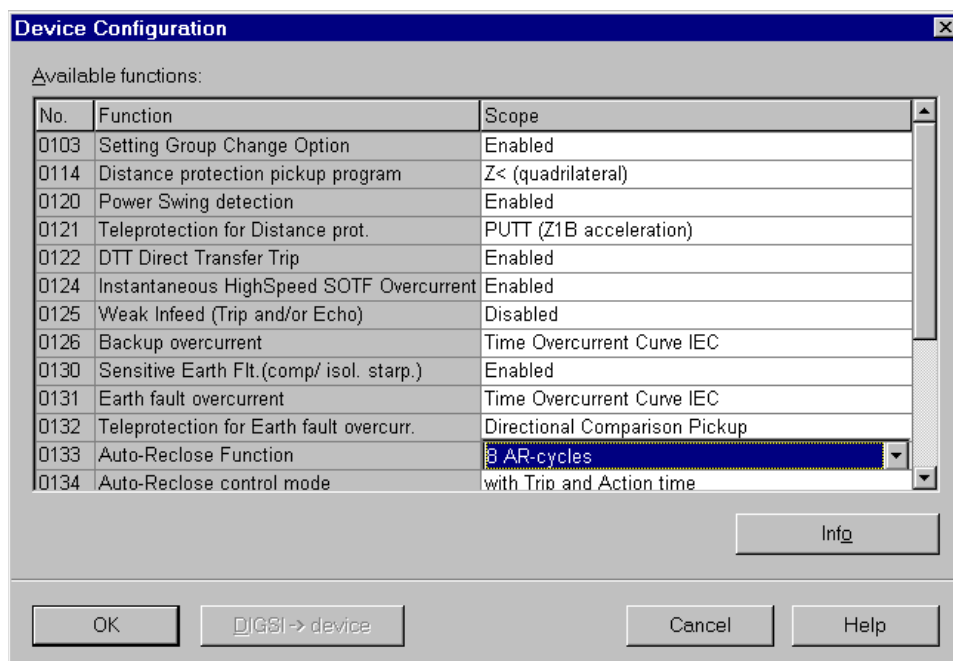 Device Configuration
Available functions:
No. Function Scope
0103 Setting Group Change Option Enabled
0114 Distance protection pickup program Z< (quadrilateral)
0120 Power Swing detection Enabled
0121 Teleprotection for Distance prot. PUTT (Z1B acceleration)
0122 DTT Direct Transfer Trip Enabled
0124 Instantaneous HighSpeed SOTF Overcurrent Enabled
0125 Weak Infeed (Trip and/or Echo) Disabled
0126 Backup overcurrent Time Overcurrent Curve IEC
0130 Sensitive Earth Flt.(comp/ isol. starp.) Enabled
0131 Earth fault overcurrent Time Overcurrent Curve IEC
0132 Teleprotection for Earth fault overcurr. Directional Comparison Pickup
0133 Auto-Reclose Function 8 AR-cycles
0134 Auto-Reclose control mode with Trip and Action time
Info
OK DIGSI -> device Cancel Help